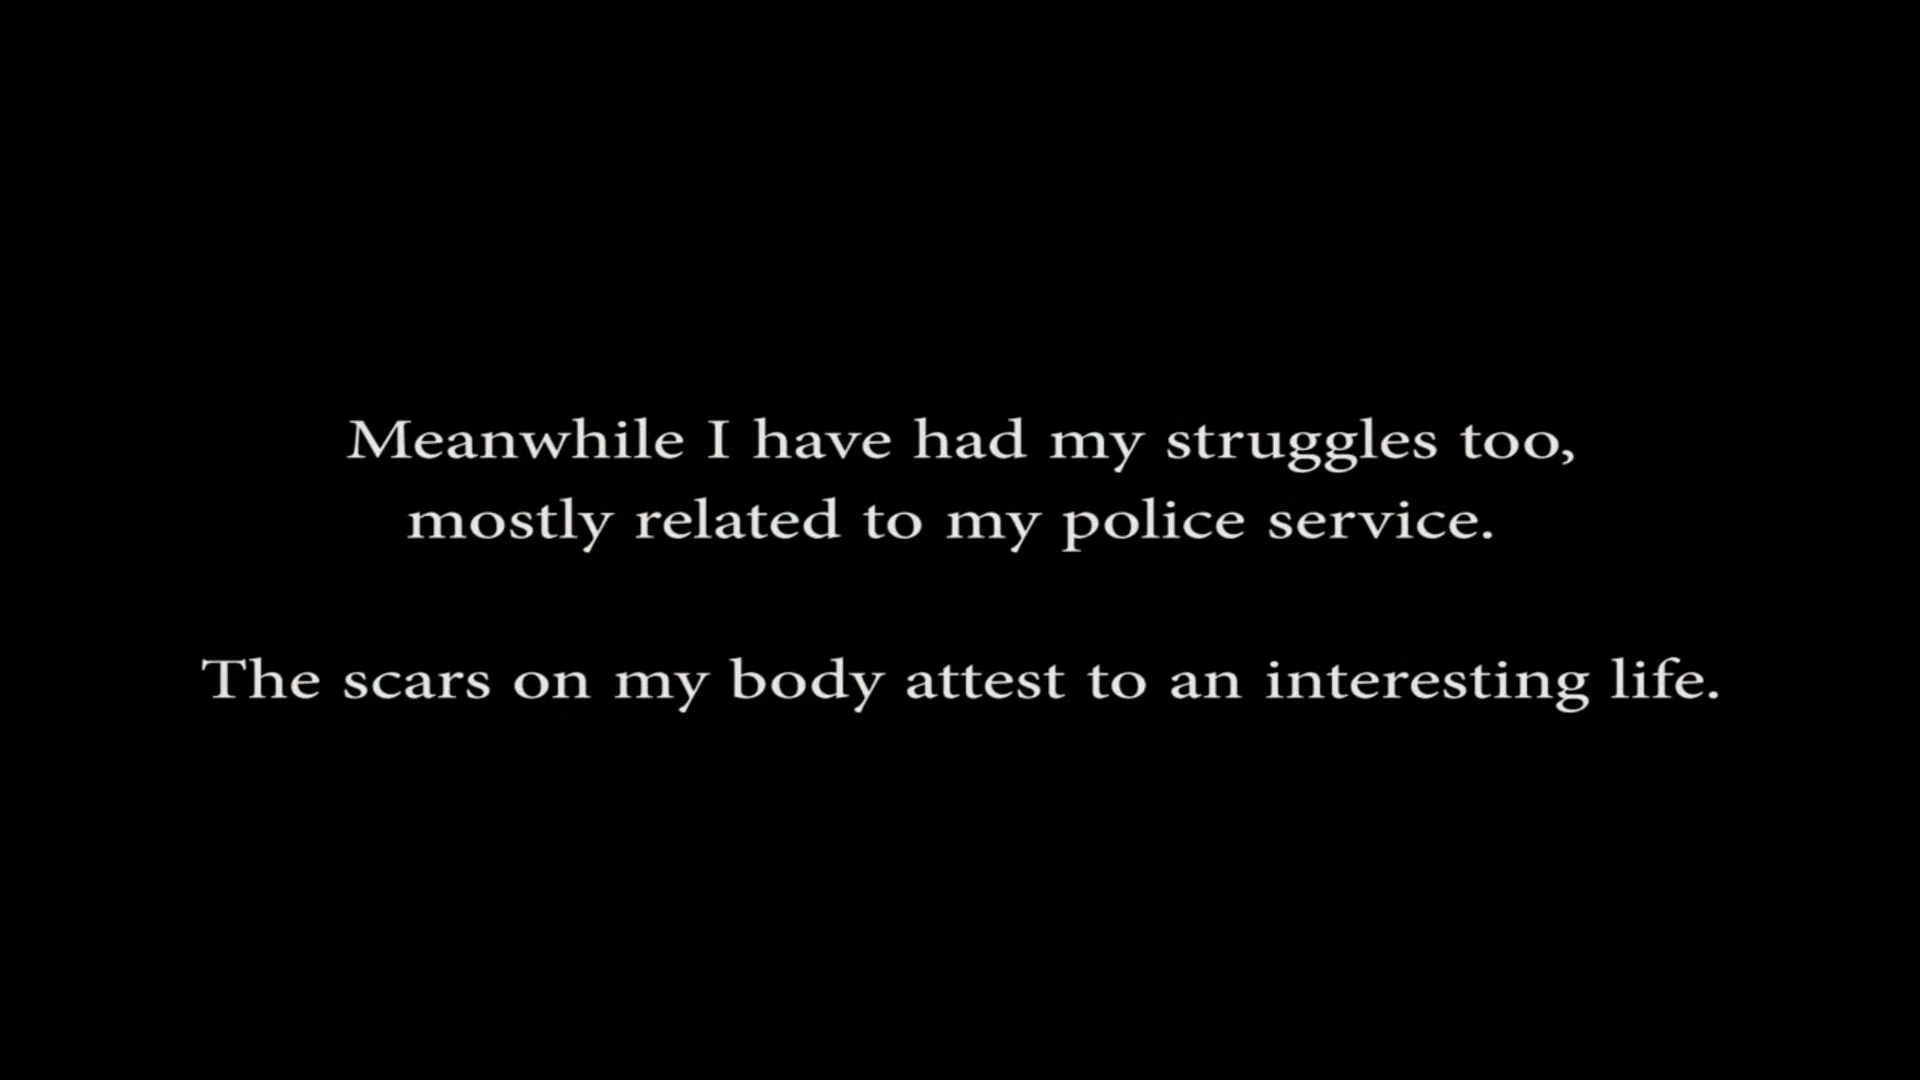 Meanwhile I have had my struggles too,
mostly related to my police service.
The scars on my body attest to an interesting life.